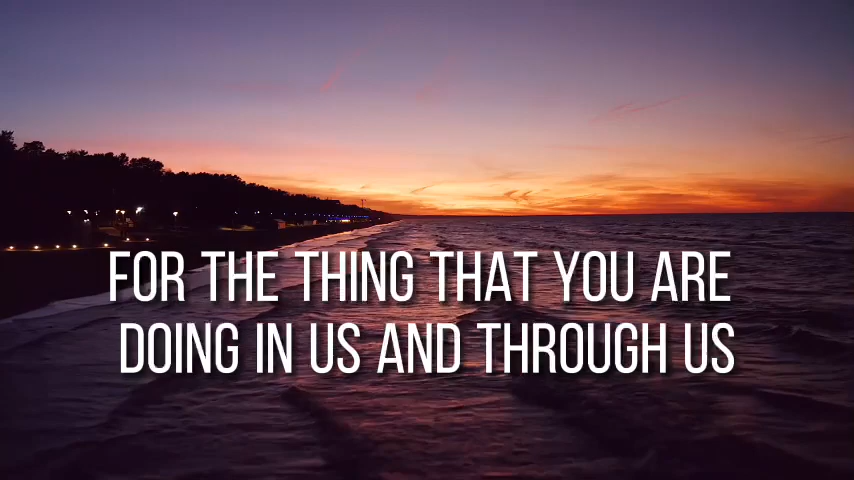 FOR THE THING THAT YOU ARE
DOING IN US AND THROUGH US